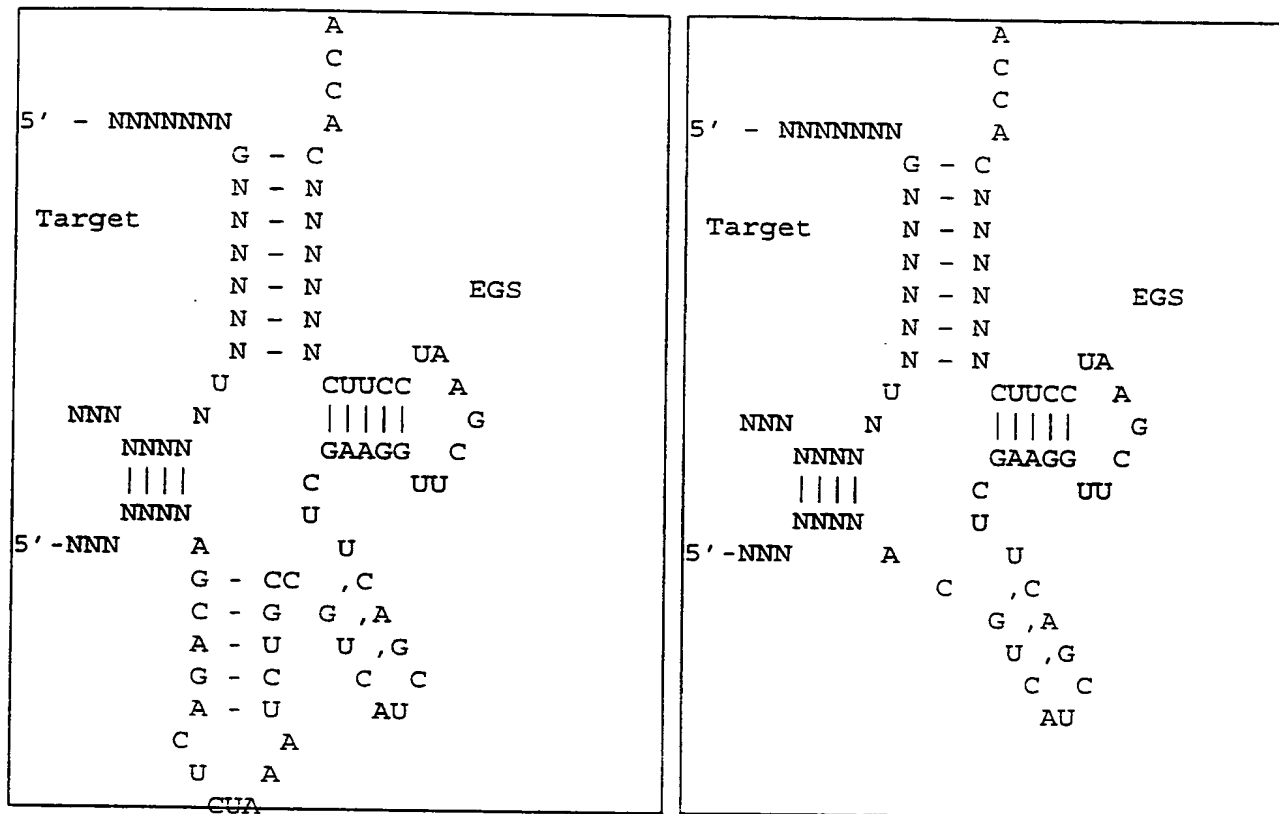 A
C
C
5' - NNNNNNN A
G - C
N - N
Target N - N
N - N
N - N EGS
N - N
N - N UA
U CUUCC A
NNN N ||||| G
NNNN GAAGG C
|||| C UU
NNNN U
5'-NNN A U
G - CC ,C
C - G G ,A
A - U U ,G
G - C C C
A - U AU
C A
U A
CUA
A
C
C
5' - NNNNNNN A
G - C
N - N
Target N - N
N - N
N - N EGS
N - N
N - N UA
U CUUCC A
NNN N ||||| G
NNNN GAAGG C
|||| C UU
NNNN U
5'-NNN A U
C ,C
G ,A
U ,G
C C
AU